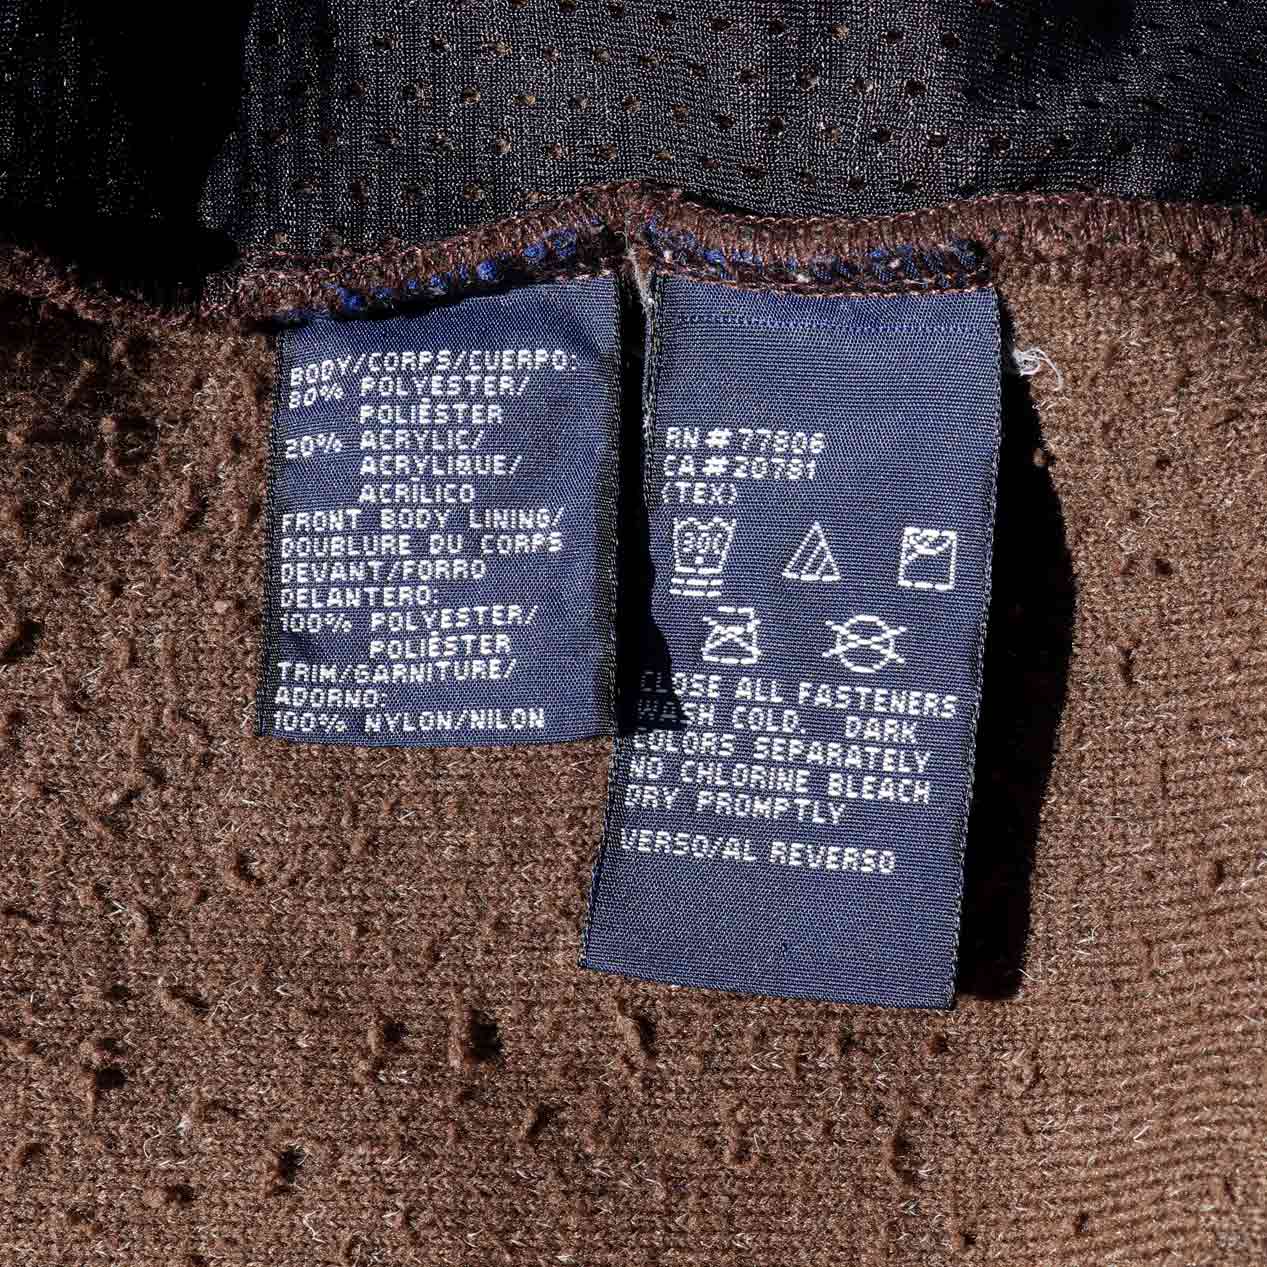 BODY/CORPS/CUERPO:
80% POLYESTER/
POLIÉSTER
20% ACRYLIC/
ACRYLIQUE/
ACRÍLICO
FRONT BODY LINING/
DOUBLURE DU CORPS
DEVANT/FORRO
DELANTERO:
100% POLYESTER/
POLIÉSTER
TRIM/GARNITURE/
ADORNO:
100% NYLON/NILON
RN #77806
CA #20781
(TEX)
CLOSE ALL FASTENERS
WASH COLD. DARK
COLORS SEPARATELY
NO CHLORINE BLEACH
DRY PROMPTLY
VERSO/AL REVERSO